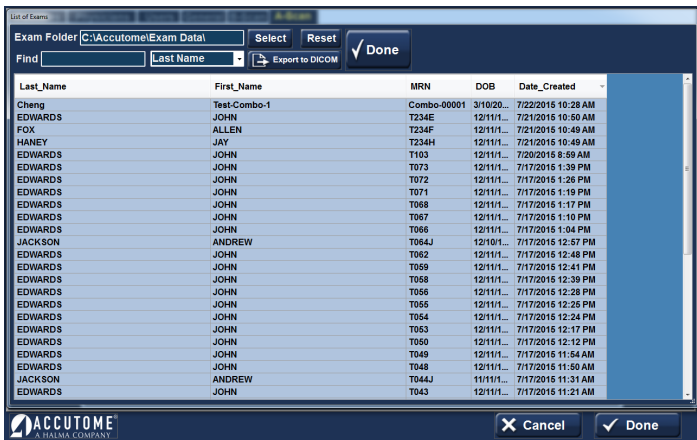 List of Exams
A-Scan
Exam Folder C:\Accutome\Exam Data\ Select Reset
Done
Find Last Name Export to DICOM
Last_Name First_Name MRN DOB Date_Created
Cheng Test-Combo-1 Combo-00001 3/10/20... 7/22/2015 10:28 AM
EDWARDS JOHN T234E 12/11/1... 7/21/2015 10:50 AM
FOX ALLEN T234F 12/11/1... 7/21/2015 10:49 AM
HANEY JAY T234H 12/11/1... 7/21/2015 10:49 AM
EDWARDS JOHN T103 12/11/1... 7/20/2015 8:59 AM
EDWARDS JOHN T073 12/11/1... 7/17/2015 1:39 PM
EDWARDS JOHN T072 12/11/1... 7/17/2015 1:26 PM
EDWARDS JOHN T071 12/11/1... 7/17/2015 1:19 PM
EDWARDS JOHN T068 12/11/1... 7/17/2015 1:17 PM
EDWARDS JOHN T067 12/11/1... 7/17/2015 1:10 PM
EDWARDS JOHN T066 12/11/1... 7/17/2015 1:04 PM
JACKSON ANDREW T064J 12/10/1... 7/17/2015 12:57 PM
EDWARDS JOHN T062 12/11/1... 7/17/2015 12:48 PM
EDWARDS JOHN T059 12/11/1... 7/17/2015 12:41 PM
EDWARDS JOHN T058 12/11/1... 7/17/2015 12:39 PM
EDWARDS JOHN T056 12/11/1... 7/17/2015 12:28 PM
EDWARDS JOHN T055 12/11/1... 7/17/2015 12:25 PM
EDWARDS JOHN T054 12/11/1... 7/17/2015 12:24 PM
EDWARDS JOHN T053 12/11/1... 7/17/2015 12:17 PM
EDWARDS JOHN T050 12/11/1... 7/17/2015 12:12 PM
EDWARDS JOHN T049 12/11/1... 7/17/2015 11:54 AM
EDWARDS JOHN T048 12/11/1... 7/17/2015 11:50 AM
JACKSON ANDREW T044J 11/11/1... 7/17/2015 11:31 AM
EDWARDS JOHN T043 12/11/1... 7/17/2015 11:21 AM
ACCUTOME®
A HALMA COMPANY
Cancel Done